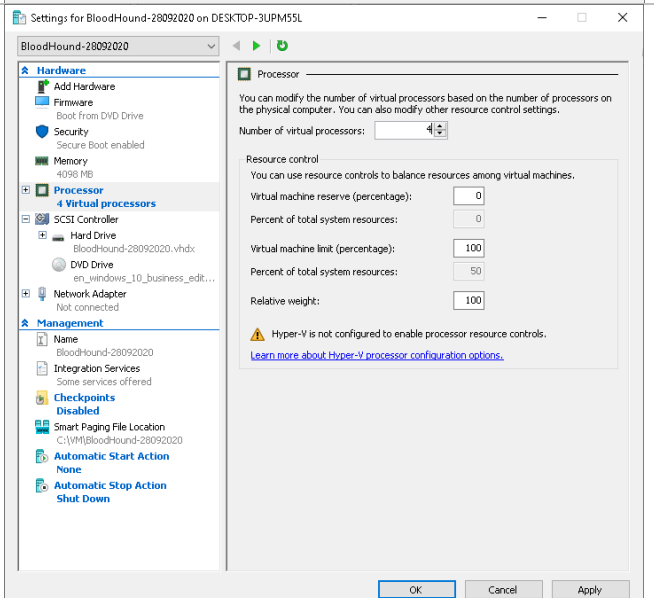 Settings for BloodHound-28092020 on DESKTOP-3UPM55L
BloodHound-28092020
Hardware
Add Hardware
Firmware
Boot from DVD Drive
Security
Secure Boot enabled
Memory
4098 MB
Processor
4 Virtual processors
SCSI Controller
Hard Drive
BloodHound-28092020.vhdx
DVD Drive
en_windows_10_business_edit...
Network Adapter
Not connected
Management
Name
BloodHound-28092020
Integration Services
Some services offered
Checkpoints
Disabled
Smart Paging File Location
C:\VM\BloodHound-28092020
Automatic Start Action
None
Automatic Stop Action
Shut Down
Processor
You can modify the number of virtual processors based on the number of processors on
the physical computer. You can also modify other resource control settings.
Number of virtual processors: 4
Resource control
You can use resource controls to balance resources among virtual machines.
Virtual machine reserve (percentage): 0
Percent of total system resources: 0
Virtual machine limit (percentage): 100
Percent of total system resources: 50
Relative weight: 100
Hyper-V is not configured to enable processor resource controls.
Learn more about Hyper-V processor configuration options.
OK Cancel Apply